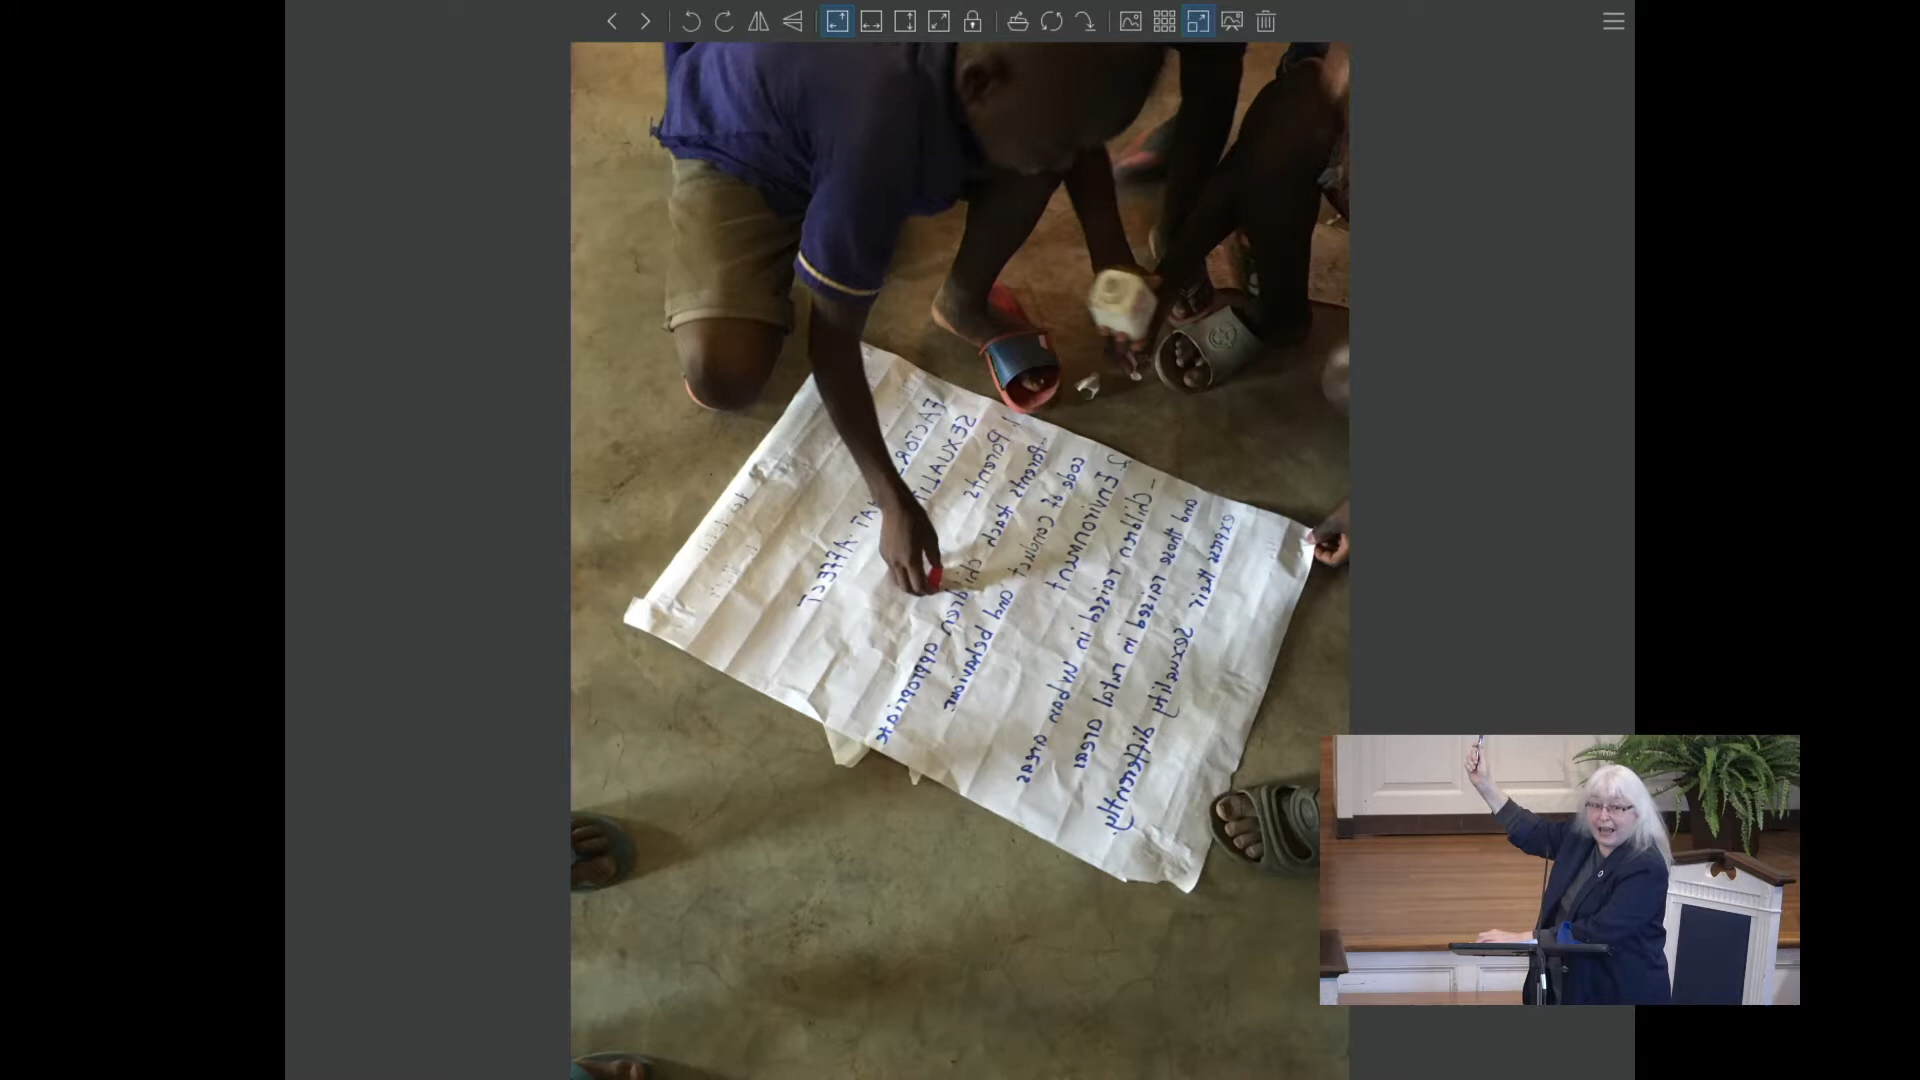 FACTORS THAT AFFECT
SEXUALITY
1. Parents
- Parents teach children appropriate
code of conduct and behaviour.
2. Environment
- Children raised in urban areas
and those raised in rural areas
express their sexuality differently.